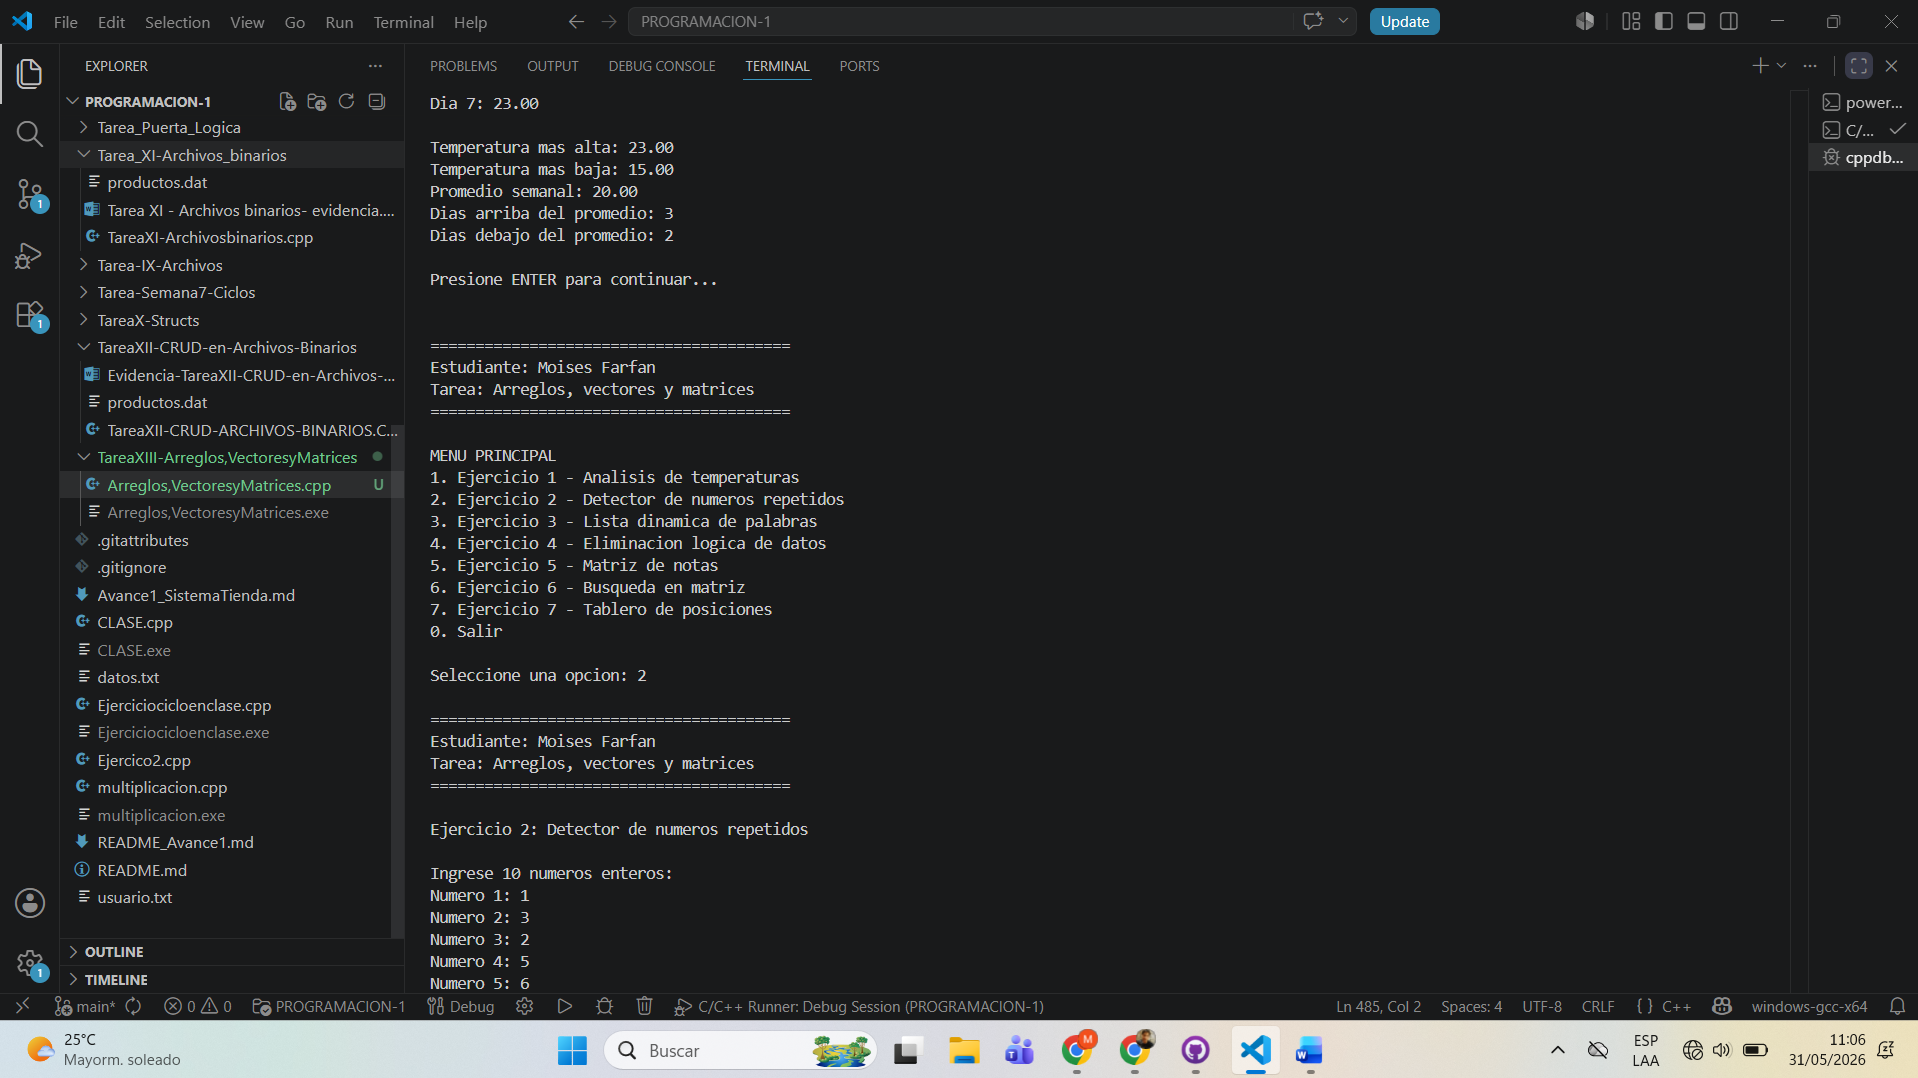 File Edit Selection View Go Run Terminal Help
PROGRAMACION-1
Update
EXPLORER
PROGRAMACION-1
Tarea_Puerta_Logica
Tarea_XI-Archivos_binarios
productos.dat
Tarea XI - Archivos binarios- evidencia....
TareaXI-Archivosbinarios.cpp
Tarea-IX-Archivos
Tarea-Semana7-Ciclos
TareaX-Structs
TareaXII-CRUD-en-Archivos-Binarios
Evidencia-TareaXII-CRUD-en-Archivos-...
productos.dat
TareaXII-CRUD-ARCHIVOS-BINARIOS.C...
TareaXIII-Arreglos,VectoresyMatrices
Arreglos,VectoresyMatrices.cpp U
Arreglos,VectoresyMatrices.exe
.gitattributes
.gitignore
Avance1_SistemaTienda.md
CLASE.cpp
CLASE.exe
datos.txt
Ejerciciocicloenclase.cpp
Ejerciciocicloenclase.exe
Ejercico2.cpp
multiplicacion.cpp
multiplicacion.exe
README_Avance1.md
README.md
usuario.txt
OUTLINE
TIMELINE
1
1
1
PROBLEMS OUTPUT DEBUG CONSOLE TERMINAL PORTS
Dia 7: 23.00
Temperatura mas alta: 23.00
Temperatura mas baja: 15.00
Promedio semanal: 20.00
Dias arriba del promedio: 3
Dias debajo del promedio: 2
Presione ENTER para continuar...
========================================
Estudiante: Moises Farfan
Tarea: Arreglos, vectores y matrices
========================================
MENU PRINCIPAL
1. Ejercicio 1 - Analisis de temperaturas
2. Ejercicio 2 - Detector de numeros repetidos
3. Ejercicio 3 - Lista dinamica de palabras
4. Ejercicio 4 - Eliminacion logica de datos
5. Ejercicio 5 - Matriz de notas
6. Ejercicio 6 - Busqueda en matriz
7. Ejercicio 7 - Tablero de posiciones
0. Salir
Seleccione una opcion: 2
========================================
Estudiante: Moises Farfan
Tarea: Arreglos, vectores y matrices
========================================
Ejercicio 2: Detector de numeros repetidos
Ingrese 10 numeros enteros:
Numero 1: 1
Numero 2: 3
Numero 3: 2
Numero 4: 5
Numero 5: 6
power...
C/...
cppdb...
main* 0 0 PROGRAMACION-1 Debug C/C++ Runner: Debug Session (PROGRAMACION-1) Ln 485, Col 2 Spaces: 4 UTF-8 CRLF {} C++ windows-gcc-x64
25°C
Mayorm. soleado
Buscar
M
ESP
LAA
11:06
31/05/2026